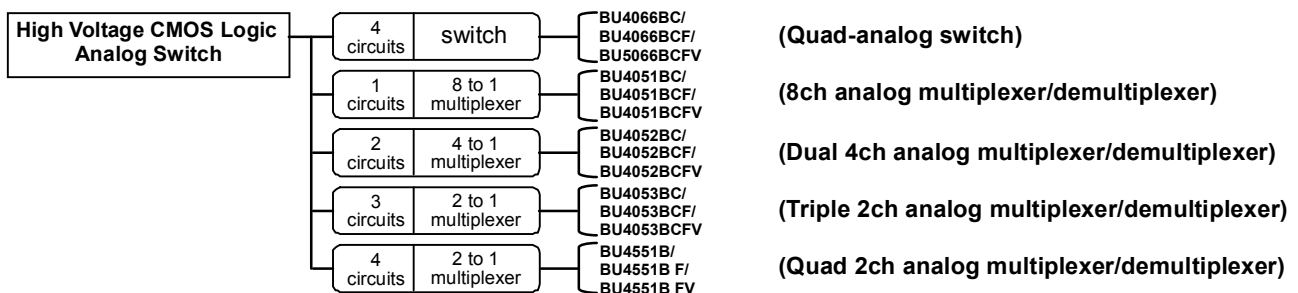 High Voltage CMOS Logic
Analog Switch
4
circuits
switch
BU4066BC/
BU4066BCF/
BU5066BCFV
(Quad-analog switch)
1
circuits
8 to 1
multiplexer
BU4051BC/
BU4051BCF/
BU4051BCFV
(8ch analog multiplexer/demultiplexer)
2
circuits
4 to 1
multiplexer
BU4052BC/
BU4052BCF/
BU4052BCFV
(Dual 4ch analog multiplexer/demultiplexer)
3
circuits
2 to 1
multiplexer
BU4053BC/
BU4053BCF/
BU4053BCFV
(Triple 2ch analog multiplexer/demultiplexer)
4
circuits
2 to 1
multiplexer
BU4551B/
BU4551B F/
BU4551B FV
(Quad 2ch analog multiplexer/demultiplexer)